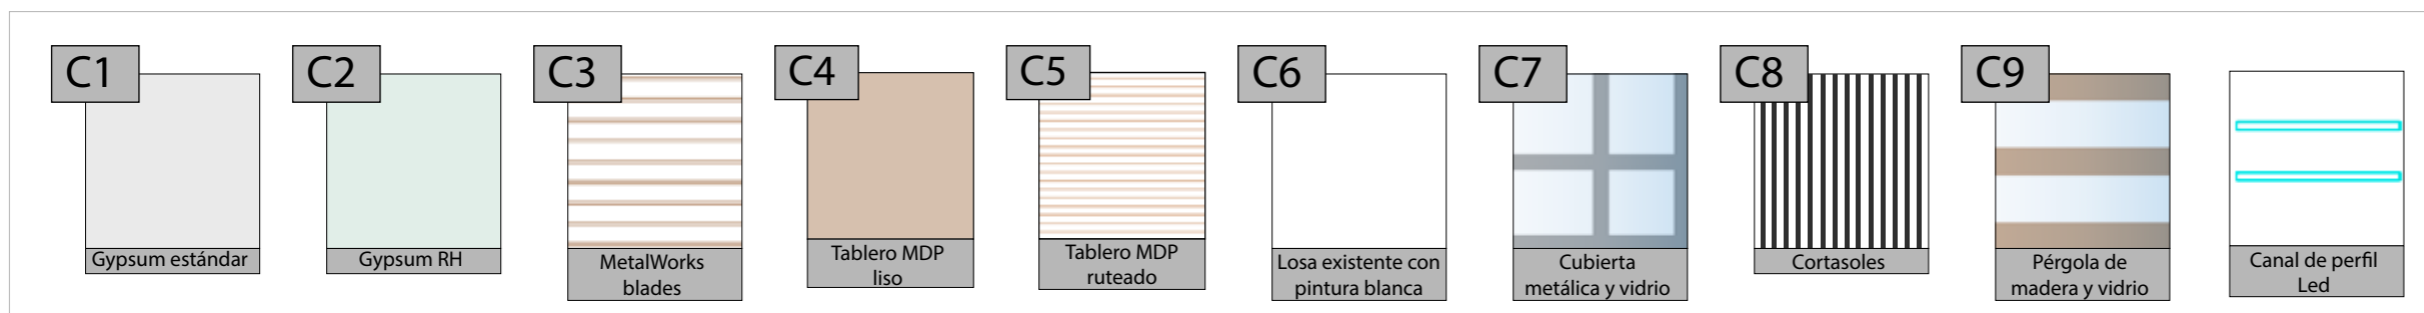 C1
Gypsum estándar
C2
Gypsum RH
C3
MetalWorks
blades
C4
Tablero MDP
liso
C5
Tablero MDP
ruteado
C6
Losa existente con
pintura blanca
C7
Cubierta
metálica y vidrio
C8
Cortasoles
C9
Pérgola de
madera y vidrio
Canal de perfil
Led